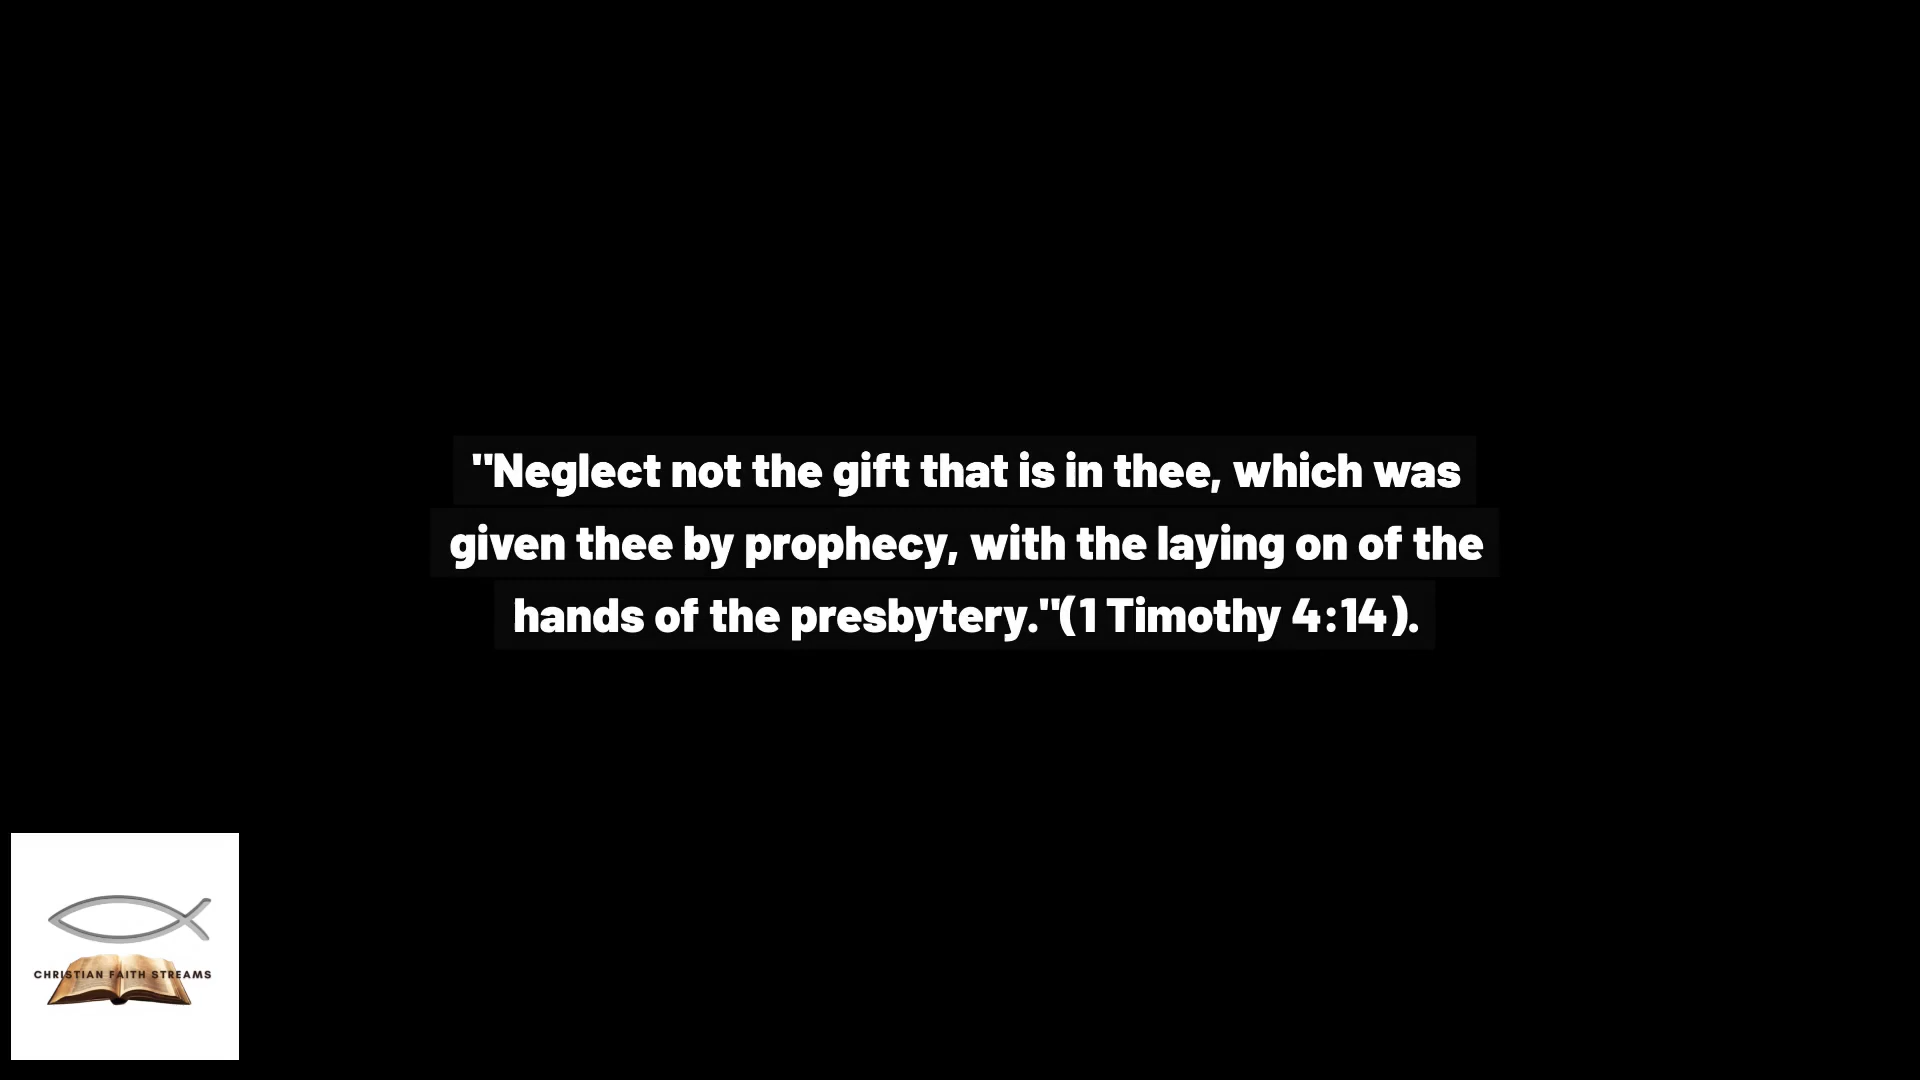 "Neglect not the gift that is in thee, which was
given thee by prophecy, with the laying on of the
hands of the presbytery."(1 Timothy 4:14).
CHRISTIAN FAITH STREAMS